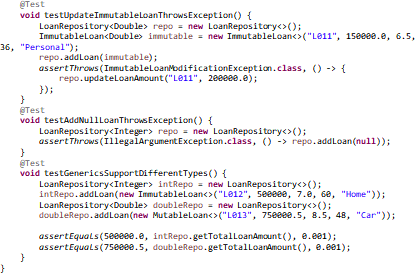 @Test
void testUpdateImmutableLoanThrowsException() {
LoanRepository<Double> repo = new LoanRepository<>();
ImmutableLoan<Double> immutable = new ImmutableLoan<>("L011", 150000.0, 6.5,
36, "Personal");
repo.addLoan(immutable);
assertThrows(ImmutableLoanModificationException.class, () -> {
repo.updateLoanAmount("L011", 200000.0);
});
}
@Test
void testAddNullLoanThrowsException() {
LoanRepository<Integer> repo = new LoanRepository<>();
assertThrows(IllegalArgumentException.class, () -> repo.addLoan(null));
}
@Test
void testGenericsSupportDifferentTypes() {
LoanRepository<Integer> intRepo = new LoanRepository<>();
intRepo.addLoan(new ImmutableLoan<>("L012", 500000, 7.0, 60, "Home"));
LoanRepository<Double> doubleRepo = new LoanRepository<>();
doubleRepo.addLoan(new MutableLoan<>("L013", 750000.5, 8.5, 48, "Car"));
assertEquals(500000.0, intRepo.getTotalLoanAmount(), 0.001);
assertEquals(750000.5, doubleRepo.getTotalLoanAmount(), 0.001);
}
}